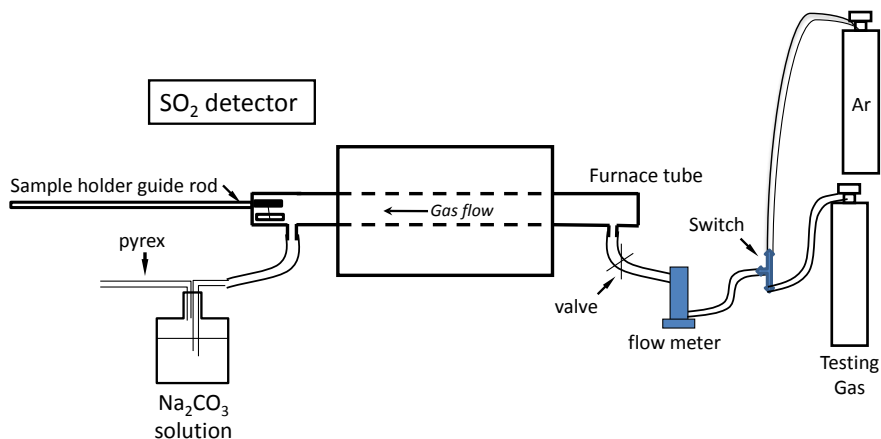 SO₂ detector
Ar
Sample holder guide rod
Furnace tube
Gas flow
Switch
pyrex
valve
flow meter
Testing
Gas
Na₂CO₃
solution